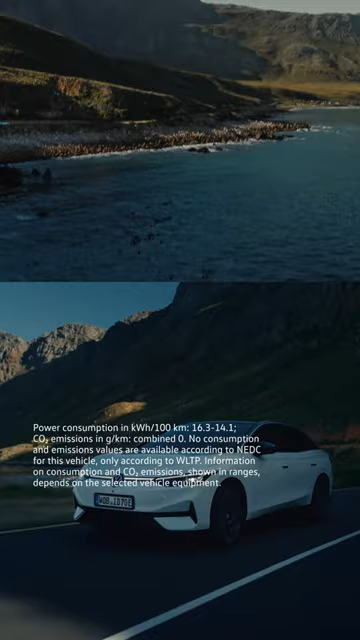 Power consumption in kWh/100 km: 16.3-14.1;
CO₂ emissions in g/km: combined 0. No consumption
and emissions values are available according to NEDC
for this vehicle, only according to WLTP. Information
on consumption and CO₂ emissions, shown in ranges,
depends on the selected vehicle equipment.
WOB ID70E